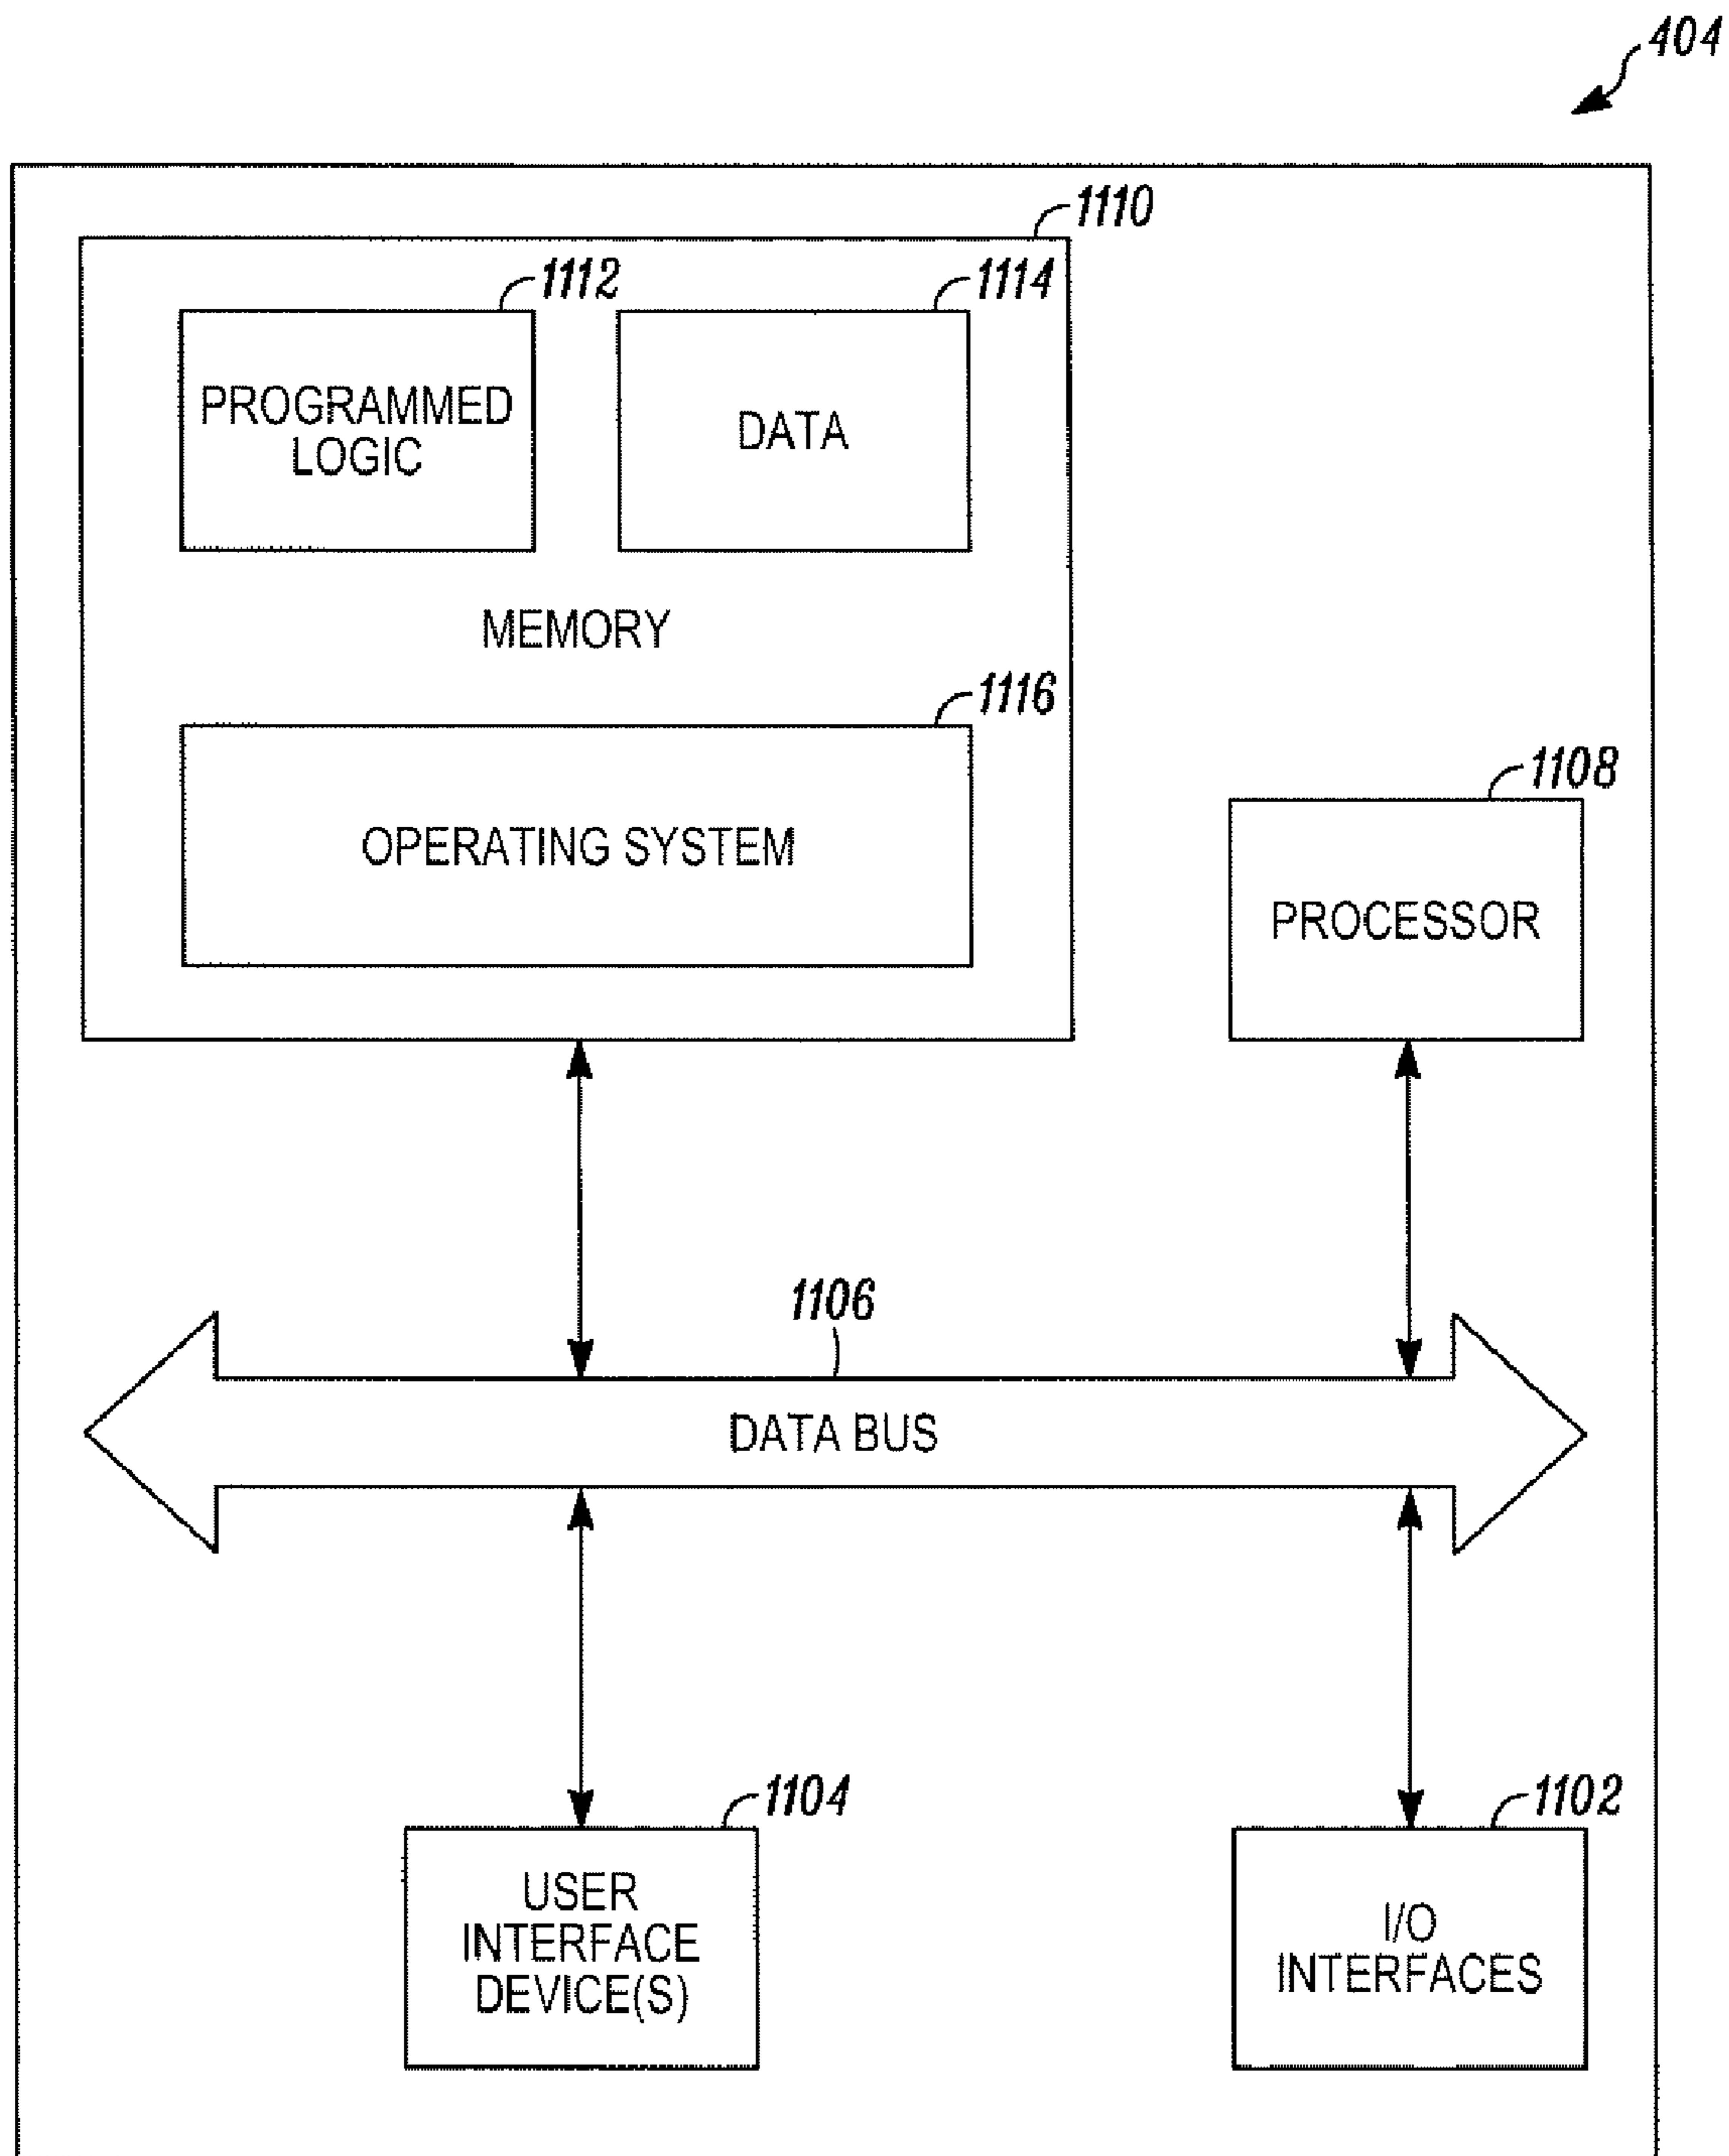 404
1110
1112
1114
PROGRAMMED
LOGIC
DATA
MEMORY
1116
OPERATING SYSTEM
1108
PROCESSOR
1106
DATA BUS
1104
1102
USER
INTERFACE
DEVICE(S)
I/O
INTERFACES